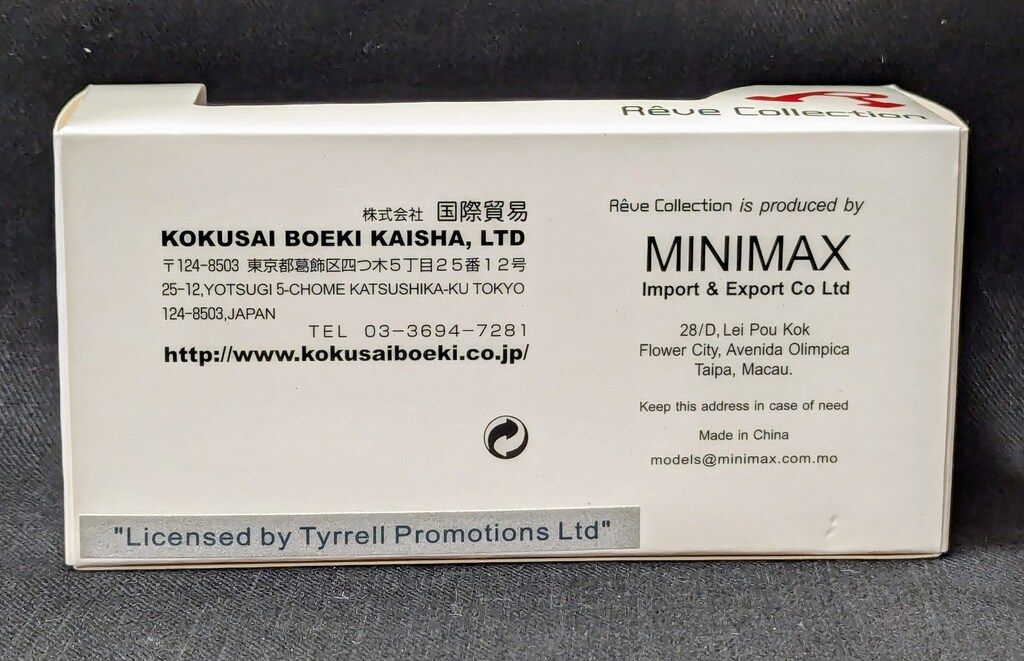 Rêve Collection
株式会社 国際貿易
KOKUSAI BOEKI KAISHA, LTD
〒124-8503 東京都葛飾区四つ木5丁目25番12号
25-12,YOTSUGI 5-CHOME KATSUSHIKA-KU TOKYO
124-8503,JAPAN
TEL 03-3694-7281
http://www.kokusaiboeki.co.jp/
Rêve Collection is produced by
MINIMAX
Import & Export Co Ltd
28/D, Lei Pou Kok
Flower City, Avenida Olimpica
Taipa, Macau.
Keep this address in case of need
Made in China
models@minimax.com.mo
"Licensed by Tyrrell Promotions Ltd"